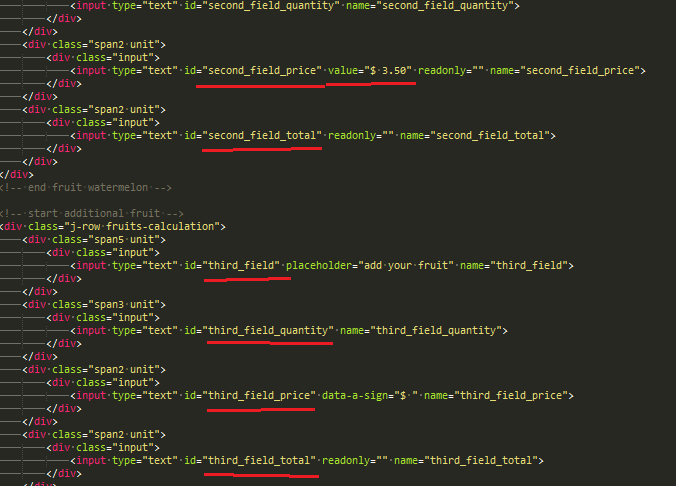 <input type="text" id="second_field_quantity" name="second_field_quantity">
</div>
</div>
<div class="span2 unit">
<div class="input">
<input type="text" id="second_field_price" value="$ 3.50" readonly="" name="second_field_price">
</div>
</div>
<div class="span2 unit">
<div class="input">
<input type="text" id="second_field_total" readonly="" name="second_field_total">
</div>
</div>
</div>
<!-- end fruit watermelon -->
<!-- start additional fruit -->
<div class="j-row fruits-calculation">
<div class="span5 unit">
<div class="input">
<input type="text" id="third_field" placeholder="add your fruit" name="third_field">
</div>
</div>
<div class="span3 unit">
<div class="input">
<input type="text" id="third_field_quantity" name="third_field_quantity">
</div>
</div>
<div class="span2 unit">
<div class="input">
<input type="text" id="third_field_price" data-a-sign="$ " name="third_field_price">
</div>
</div>
<div class="span2 unit">
<div class="input">
<input type="text" id="third_field_total" readonly="" name="third_field_total">
</div>
</div>